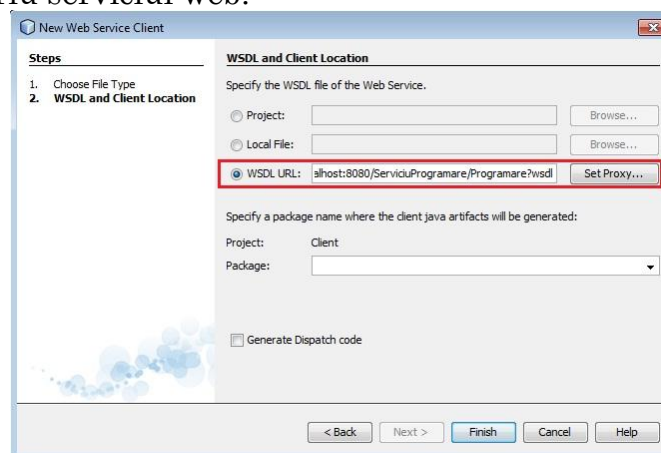 serviciul web.
New Web Service Client
Steps
1. Choose File Type
2. WSDL and Client Location
WSDL and Client Location
Specify the WSDL file of the Web Service.
Project:
Browse...
Local File:
Browse...
WSDL URL: alhost:8080/ServiciuProgramare/Programare?wsdl
Set Proxy...
Specify a package name where the client java artifacts will be generated:
Project: Client
Package:
Generate Dispatch code
< Back Next > Finish Cancel Help